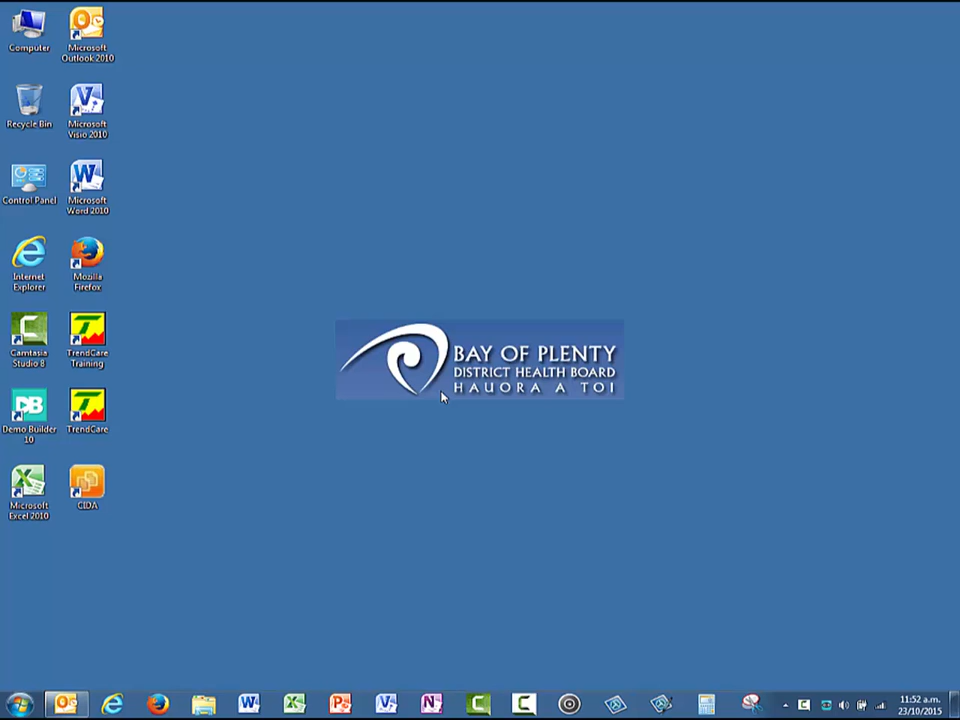 Computer
Microsoft
Outlook 2010
Recycle Bin
Microsoft
Visio 2010
Control Panel
Microsoft
Word 2010
Internet
Explorer
Mozilla
Firefox
Camtasia
Studio 8
TrendCare
Training
DB
Demo Builder
10
TrendCare
Microsoft
Excel 2010
CIDA
BAY OF PLENTY
DISTRICT HEALTH BOARD
HAUORA A TOI
11:52 a.m.
23/10/2015